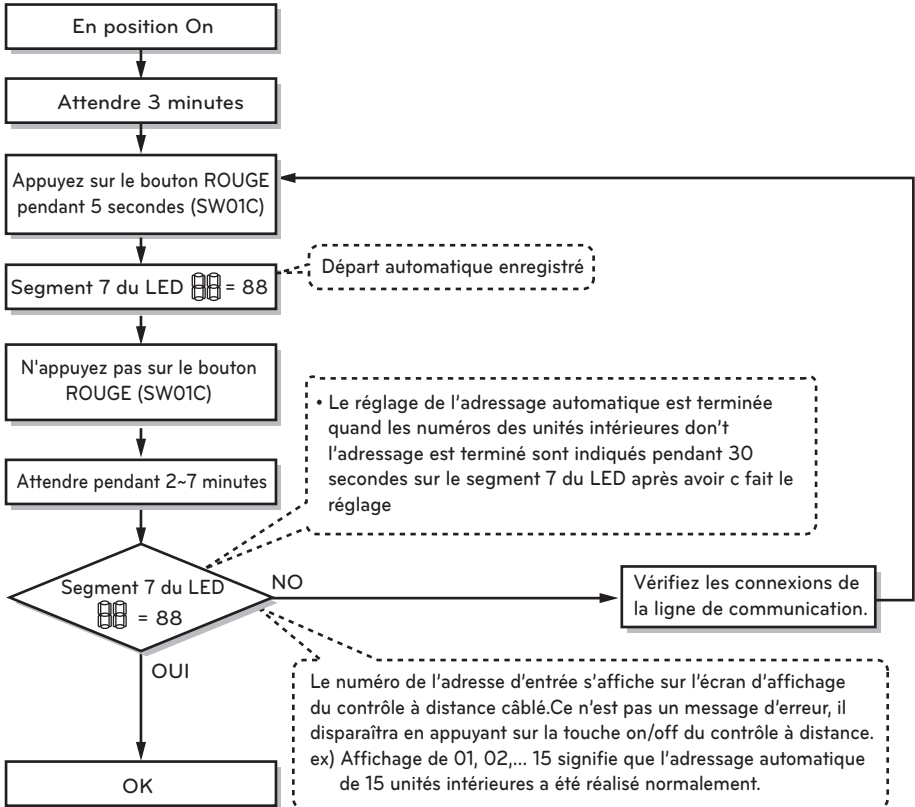 En position On
Attendre 3 minutes
Appuyez sur le bouton ROUGE
pendant 5 secondes (SW01C)
Segment 7 du LED 88 = 88
Départ automatique enregistré
N'appuyez pas sur le bouton
ROUGE (SW01C)
• Le réglage de l'adressage automatique est terminée
quand les numéros des unités intérieures don't
l'adressage est terminé sont indiqués pendant 30
secondes sur le segment 7 du LED après avoir c fait le
réglage
Attendre pendant 2~7 minutes
Segment 7 du LED
88 = 88
NO
Vérifiez les connexions de
la ligne de communication.
OUI
Le numéro de l'adresse d'entrée s'affiche sur l'écran d'affichage
du contrôle à distance câblé.Ce n'est pas un message d'erreur, il
disparaîtra en appuyant sur la touche on/off du contrôle à distance.
ex) Affichage de 01, 02,... 15 signifie que l'adressage automatique
de 15 unités intérieures a été réalisé normalement.
OK